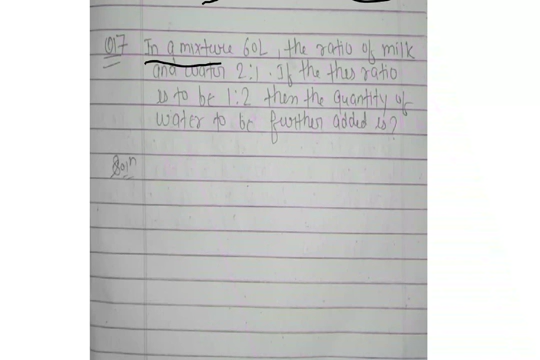 Q17 In a mixture 60L, the ratio of milk
and water 2:1. If the this ratio
is to be 1:2 then the quantity of
water to be further added is?
Solⁿ